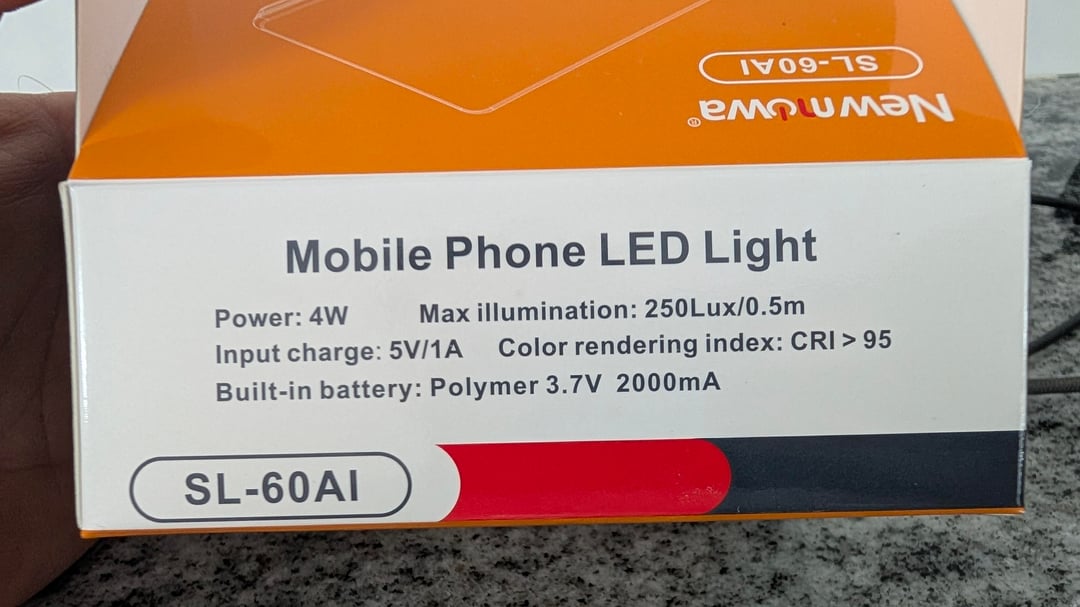 SL-60AI
Newmowa®
Mobile Phone LED Light
Power: 4W Max illumination: 250Lux/0.5m
Input charge: 5V/1A Color rendering index: CRI > 95
Built-in battery: Polymer 3.7V 2000mA
SL-60AI